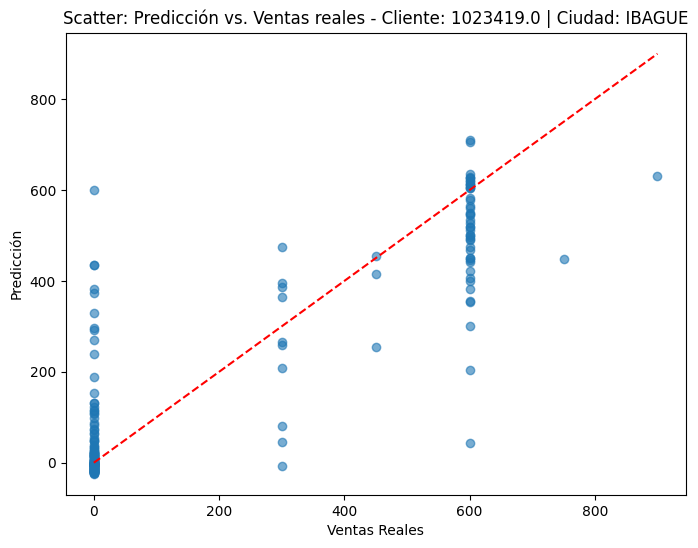 Scatter: Predicción vs. Ventas reales - Cliente: 1023419.0 | Ciudad: IBAGUE
Predicción
800
600
400
200
0
0 200 400 600 800
Ventas Reales